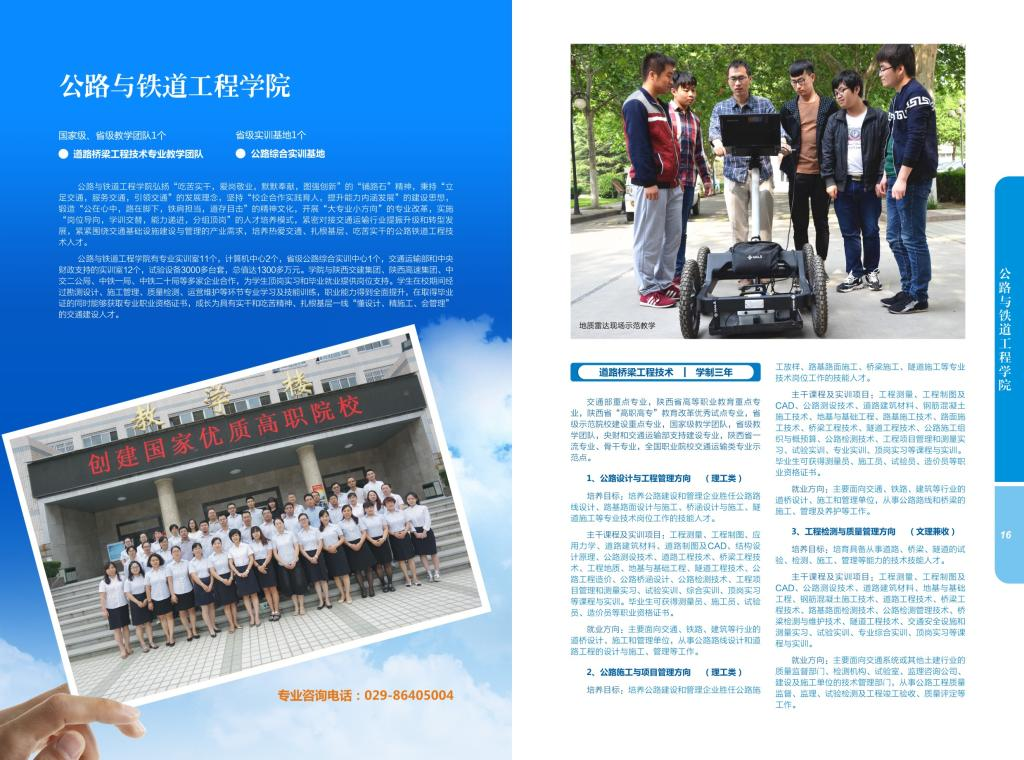 公路与铁道工程学院
国家级、省级教学团队1个
省级实训基地1个
道路桥梁工程技术专业教学团队
公路综合实训基地
公路与铁道工程学院弘扬“吃苦实干，爱岗敬业，默默奉献，图强创新”的“铺路石”精神，秉持“立
足交通，服务交通，引领交通”的发展理念，坚持“校企合作实践育人，提升能力内涵发展”的建设思想，
锻造“公在心中，路在脚下，铁肩担当，道存目击”的精神文化，开展“大专业小方向”的专业改革，实施
“岗位导向，学训交替，能力递进，分组顶岗”的人才培养模式，紧密对接交通运输行业提振升级和转型发
展，紧紧围绕交通基础设施建设与管理的产业需求，培养热爱交通、扎根基层、吃苦实干的公路铁道工程技
术人才。
公路与铁道工程学院有专业实训室11个，计算机中心2个，省级公路综合实训中心1个，交通运输部和中央
财政支持的实训室12个，试验设备3000多台套，总值达1300多万元。学院与陕西交建集团、陕西高速集团、中
交二公局、中铁一局、中铁二十局等多家企业合作，为学生顶岗实习和毕业就业提供岗位支持。学生在校期间经
过勘测设计、施工管理、质量检测、运营维护等环节专业学习及技能训练，职业能力得到全面提升，在取得毕业
证的同时能够获取专业职业资格证书，成长为具有实干和吃苦精神、扎根基层一线“懂设计、精施工、会管理”
的交通建设人才。
教学楼
创建国家优质高职院校
专业咨询电话：029-86405004
地质雷达现场示范教学
道路桥梁工程技术 | 学制三年
交通部重点专业，陕西省高等职业教育重点专
业，陕西省“高职高专”教育改革优秀试点专业，省
级示范院校建设重点专业，国家级教学团队，省级教
学团队，央财和交通运输部支持建设专业，陕西省一
流专业、骨干专业，全国职业院校交通运输类专业示
范点。
1、公路设计与工程管理方向 （理工类）
培养目标：培养公路建设和管理企业胜任公路路
线设计、路基路面设计与施工、桥涵设计与施工、隧
道施工等专业技术岗位工作的技能人才。
主干课程及实训项目：工程测量、工程制图、应
用力学、道路建筑材料、道路制图及CAD、结构设
计原理、公路测设技术、道路工程技术、桥梁工程技
术、工程地质、地基与基础工程、隧道工程技术、公
路工程造价、公路桥涵设计、公路检测技术、工程项
目管理和测量实习、试验实训、综合实训、顶岗实习
等课程与实训。毕业生可获得测量员、施工员、试验
员、造价员等职业资格证书。
就业方向：主要面向交通、铁路、建筑等行业的
道桥设计、施工和管理单位，从事公路路线设计和道
路工程的设计与施工、管理等工作。
2、公路施工与项目管理方向 （理工类）
培养目标：培养公路建设和管理企业胜任公路施
工放样、路基路面施工、桥梁施工、隧道施工等专业
技术岗位工作的技能人才。
主干课程及实训项目：工程测量、工程制图及
CAD、公路测设技术、道路建筑材料、钢筋混凝土
施工技术、地基与基础工程、路基施工技术、路面施
工技术、桥梁工程技术、隧道工程技术、公路施工组
织与概预算、公路检测技术、工程项目管理和测量实
习、试验实训、专业实训、顶岗实习等课程与实训。
毕业生可获得测量员、施工员、试验员、造价员等职
业资格证书。
就业方向：主要面向交通、铁路、建筑等行业的
道桥设计、施工和管理单位，从事公路路线和桥梁的
施工、管理及养护等工作。
3、工程检测与质量管理方向 （文理兼收）
培养目标：培育具备从事道路、桥梁、隧道的试
验、检测、施工、管理等能力的技术技能人才。
主干课程及实训项目：工程测量、工程制图及
CAD、公路测设技术、道路建筑材料、地基与基础
工程、钢筋混凝土施工技术、道路工程技术、桥梁工
程技术、路基路面检测技术、公路检测管理技术、桥
梁检测与维护技术、隧道工程技术、交通安全设施和
测量实习、试验实训、专业综合实训、顶岗实习等课
程与实训。
就业方向：主要面向交通系统或其他土建行业的
质量监督部门、检测机构、试验室、监理咨询公司、
建设及施工单位的技术管理部门，从事公路工程质量
监督、监理、试验检测及工程竣工验收、质量评定等
工作。
公路与铁道工程学院
16